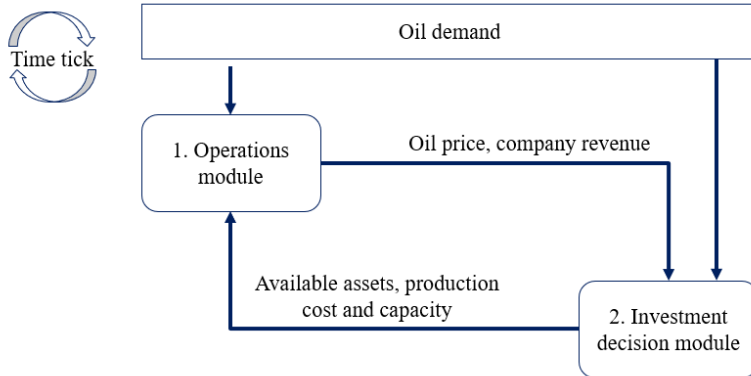 Oil demand
Time tick
1. Operations
module
Oil price, company revenue
Available assets, production
cost and capacity
2. Investment
decision module